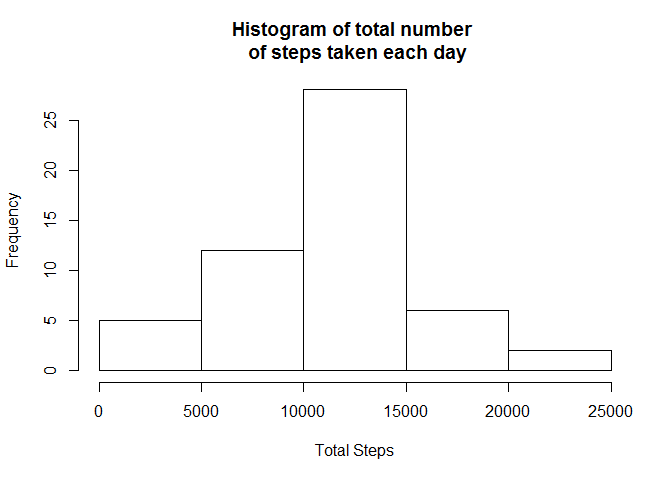 Histogram of total number
of steps taken each day
Frequency
25
20
15
10
5
0
0 5000 10000 15000 20000 25000
Total Steps